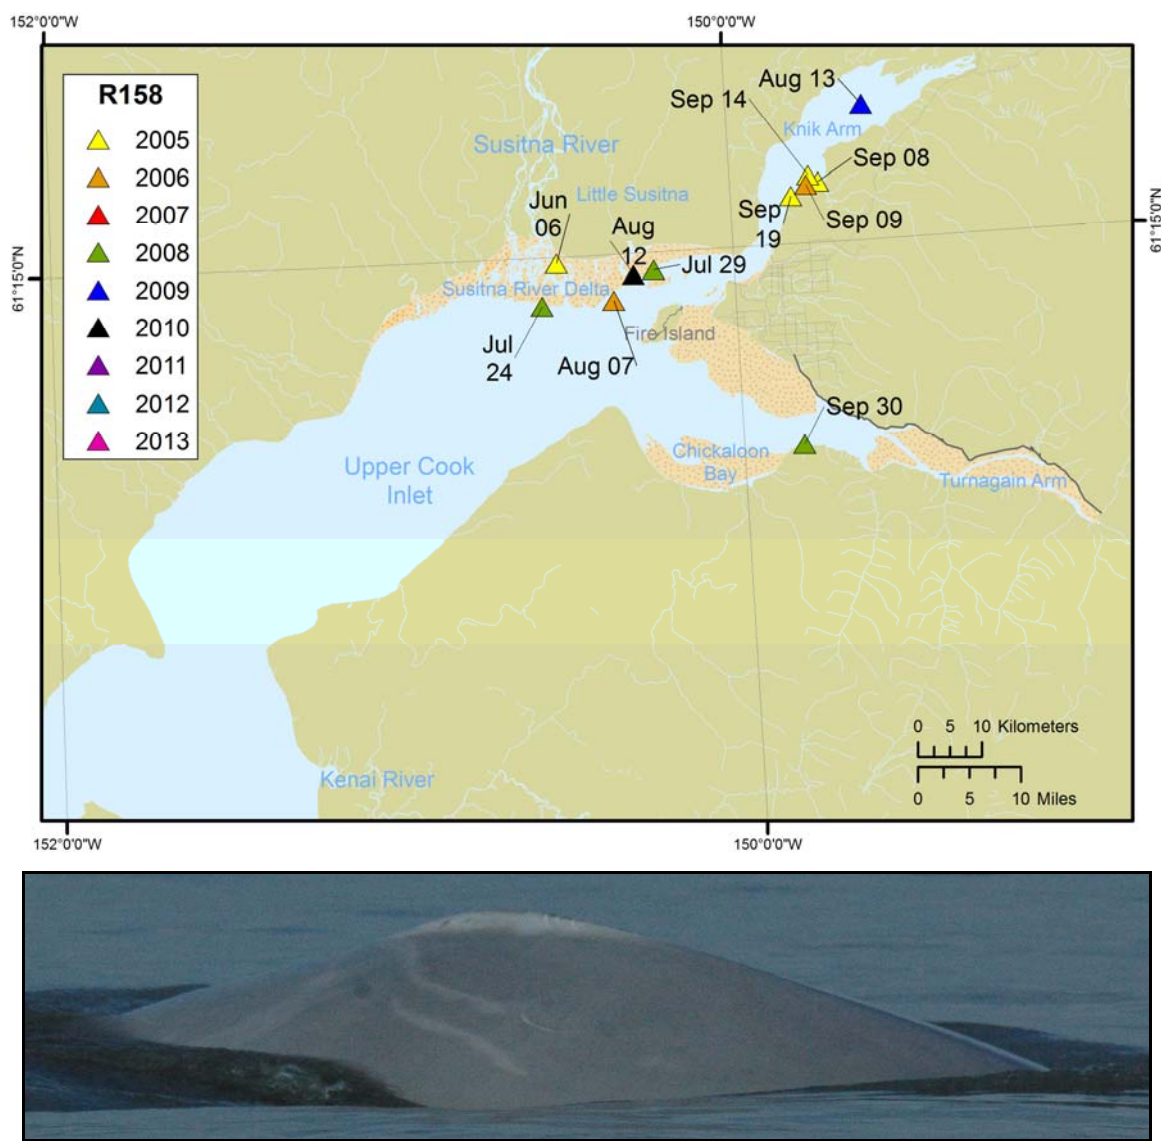 152°0'0"W
150°0'0"W
R158
2005
2006
2007
2008
2009
2010
2011
2012
2013
Aug 13
Sep 14
Knik Arm
Susitna River
Sep 08
Little Susitna
Jun
06
Sep
19
Sep 09
Aug
12
61°15'0"N
Jul 29
61°15'0"N
Susitna River Delta
Fire Island
Jul
24
Aug 07
Sep 30
Chickaloon
Bay
Upper Cook
Inlet
Turnagain Arm
0 5 10 Kilometers
Kenai River
0 5 10 Miles
152°0'0"W
150°0'0"W